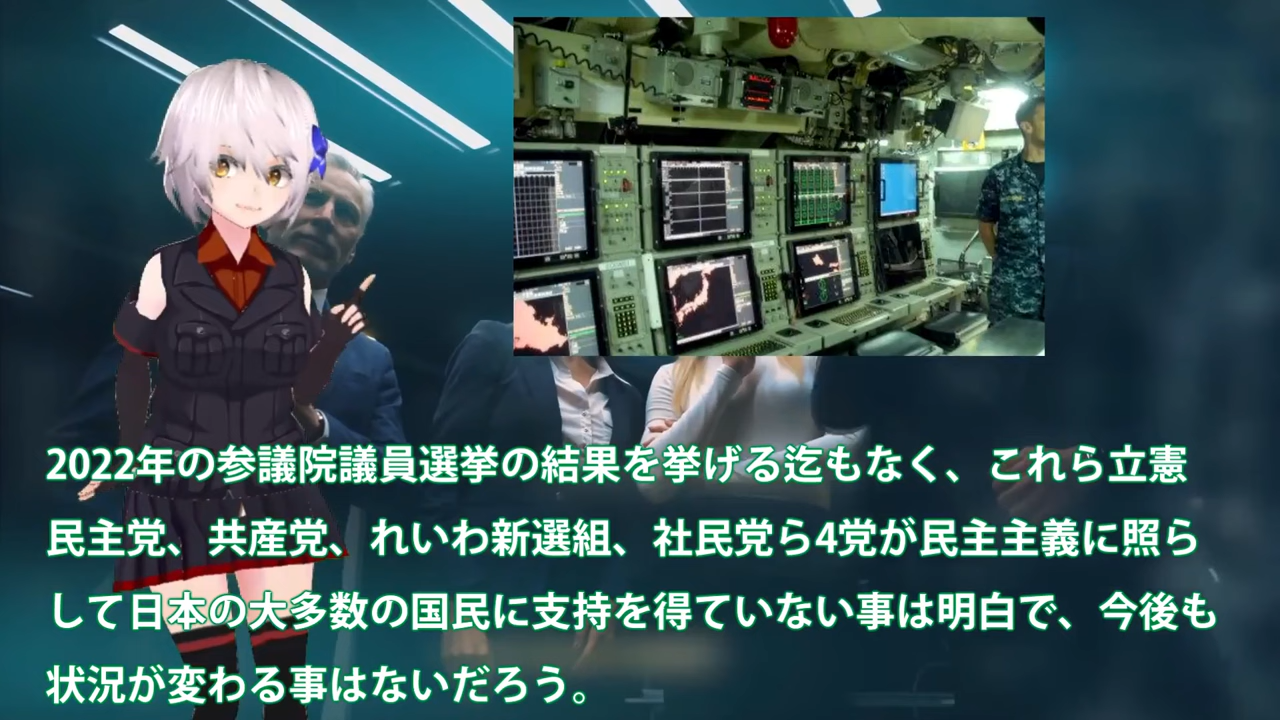 2022年の参議院議員選挙の結果を挙げる迄もなく、これら立憲
民主党、共産党、れいわ新選組、社民党ら4党が民主主義に照ら
して日本の大多数の国民に支持を得ていない事は明白で、今後も
状況が変わる事はないだろう。